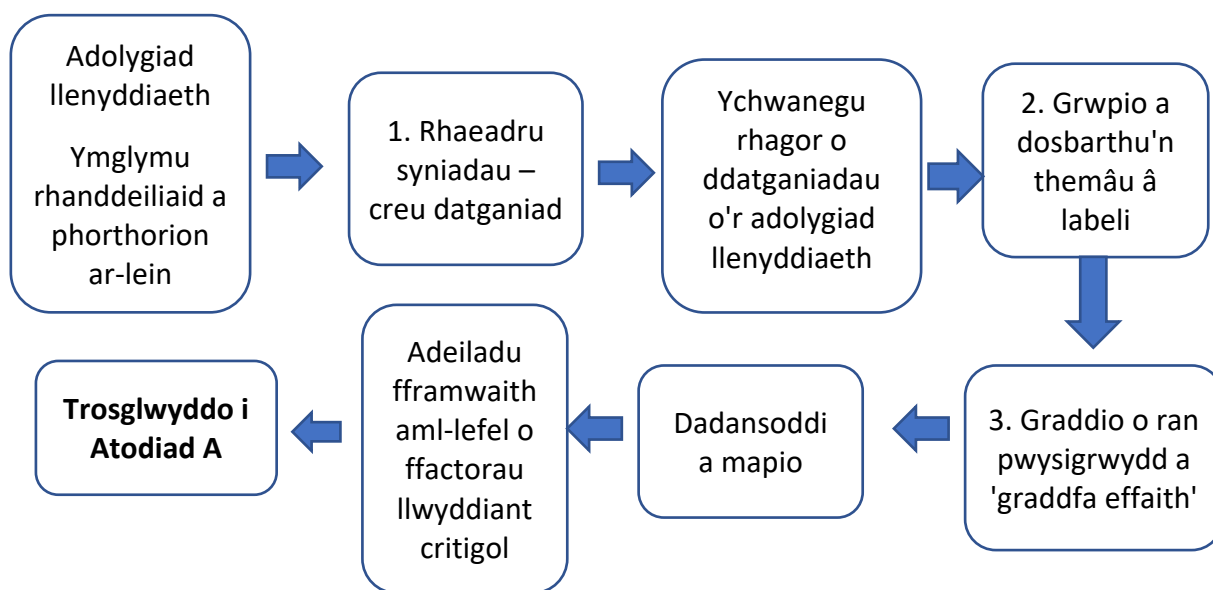 Adolygiad
llenyddiaeth
Ymglymu
rhanddeiliaid a
phorthorion
ar-lein
1. Rhaeadru
syniadau –
creu datganiad
Ychwanegu
rhagor o
ddatganiadau
o'r adolygiad
llenyddiaeth
2. Grwpio a
dosbarthu'n
themâu â
labeli
3. Graddio o ran
pwysigrwydd a
'graddfa effaith'
Dadansoddi
a mapio
Adeiladu
fframwaith
aml-lefel o
ffactorau
llwyddiant
critigol
Trosglwyddo i
Atodiad A